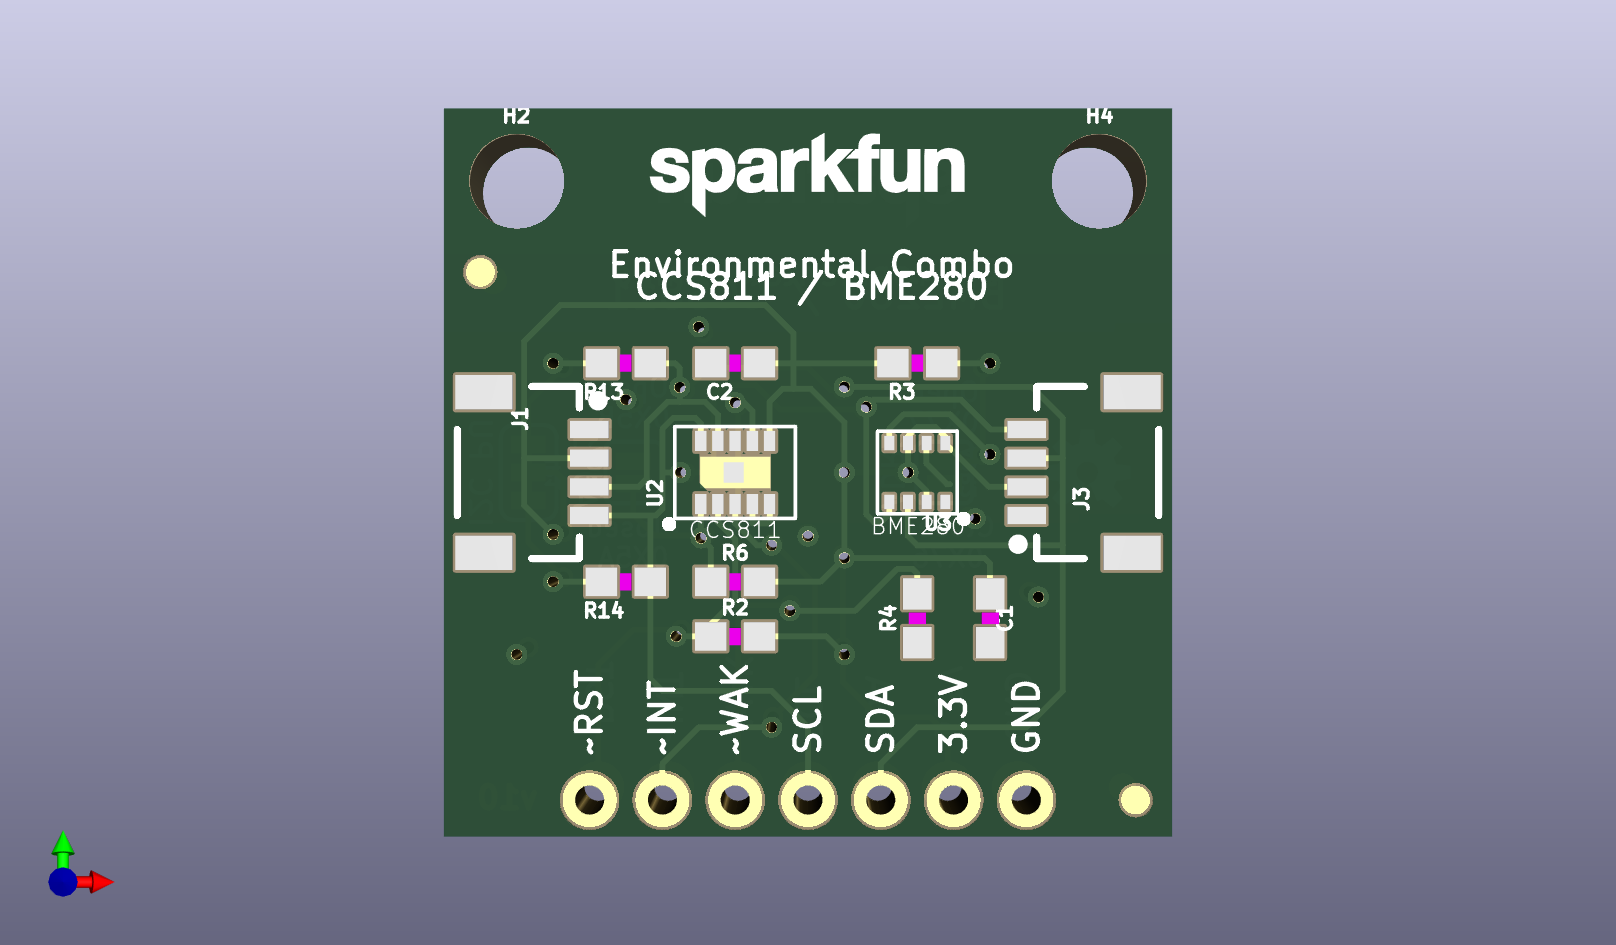 H2
H4
sparkfun
Environmental Combo
CCS811 / BME280
R13
C2
R3
J1
U2
J3
CCS811
BME280
U3
R6
R14
R2
R4
C1
~RST
~INT
~WAK
SCL
SDA
3.3V
GND